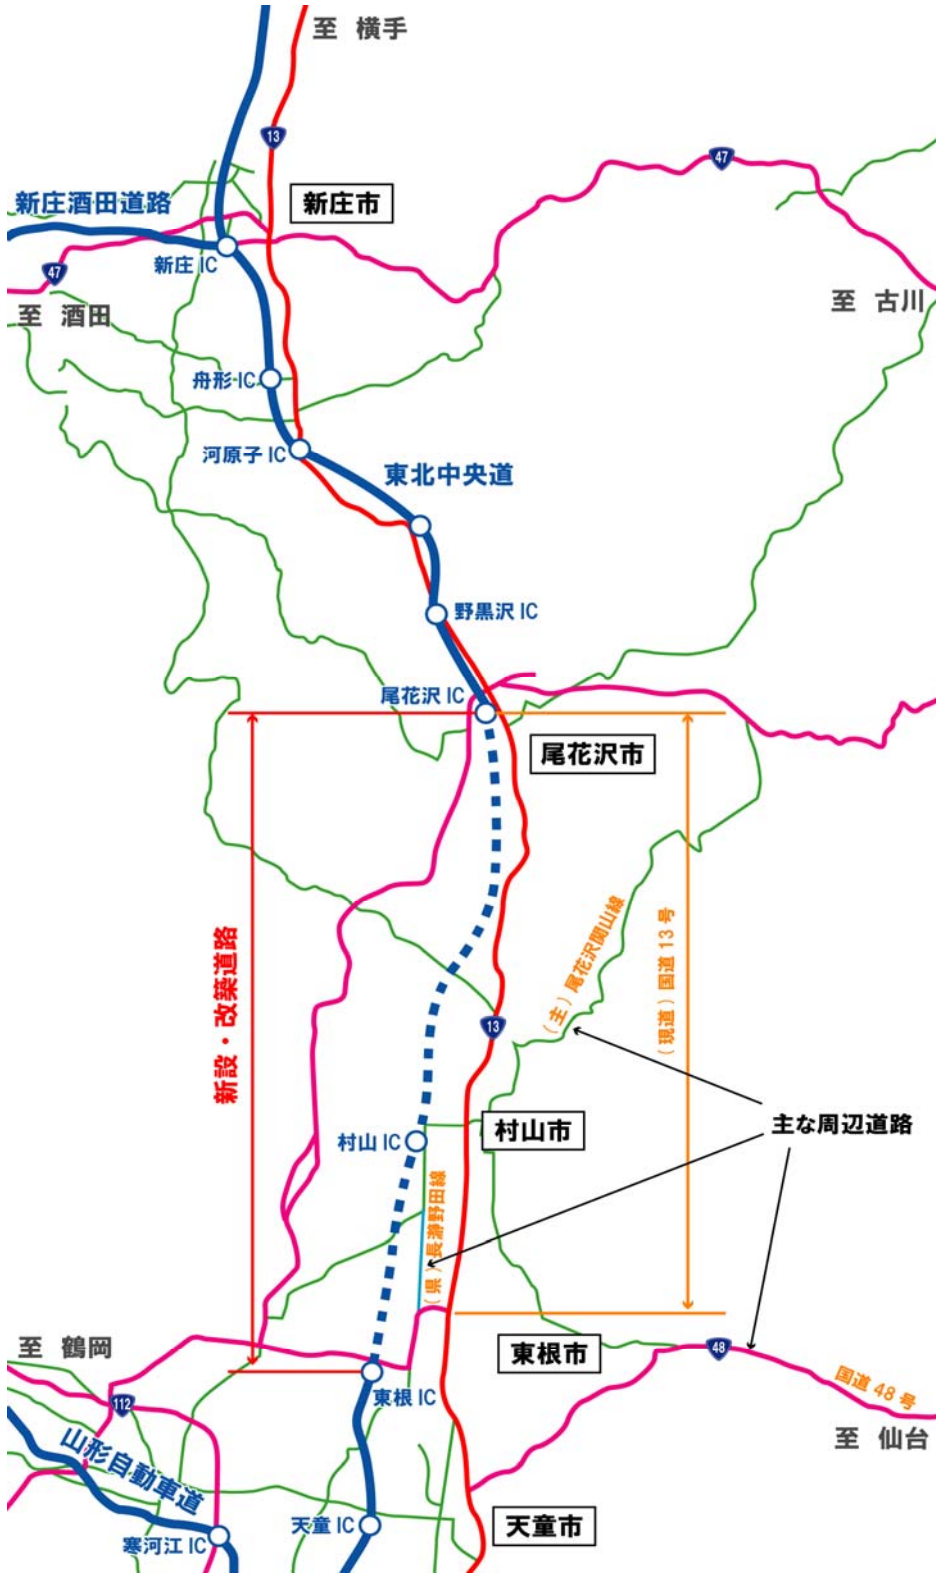 至 横手
13
47
新庄酒田道路
新庄市
新庄 IC
47
至 酒田
至 古川
舟形 IC
河原子 IC
東北中央道
野黒沢 IC
尾花沢 IC
尾花沢市
新設・改築道路
(主)尾花沢関山線
(現道)国道 13 号
13
村山市
主な周辺道路
村山 IC
(県)長瀞野田線
至 鶴岡
東根市
48
東根 IC
国道 48 号
112
至 仙台
山形自動車道
天童 IC
天童市
寒河江 IC